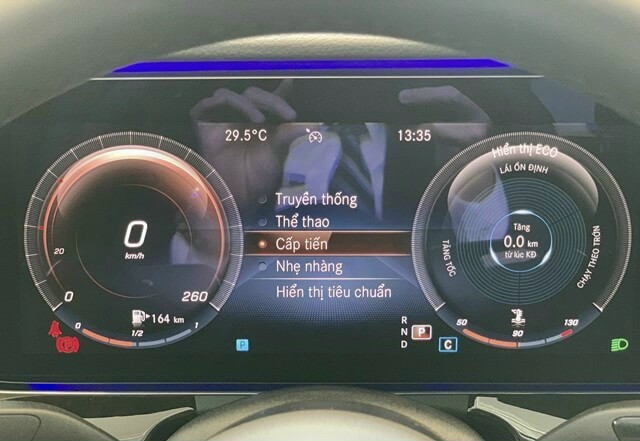 29.5°C
13:35
0
km/h
20
0
260
164 km
0
1/2
1
Truyền thống
Thể thao
Cấp tiến
Nhẹ nhàng
Hiển thị tiêu chuẩn
Hiển thị ECO
LÁI ỔN ĐỊNH
TĂNG TỐC
CHẠY THEO TRỚN
Tăng
0.0 km
từ lúc KĐ
50
90
130
P
R
N
P
D
C